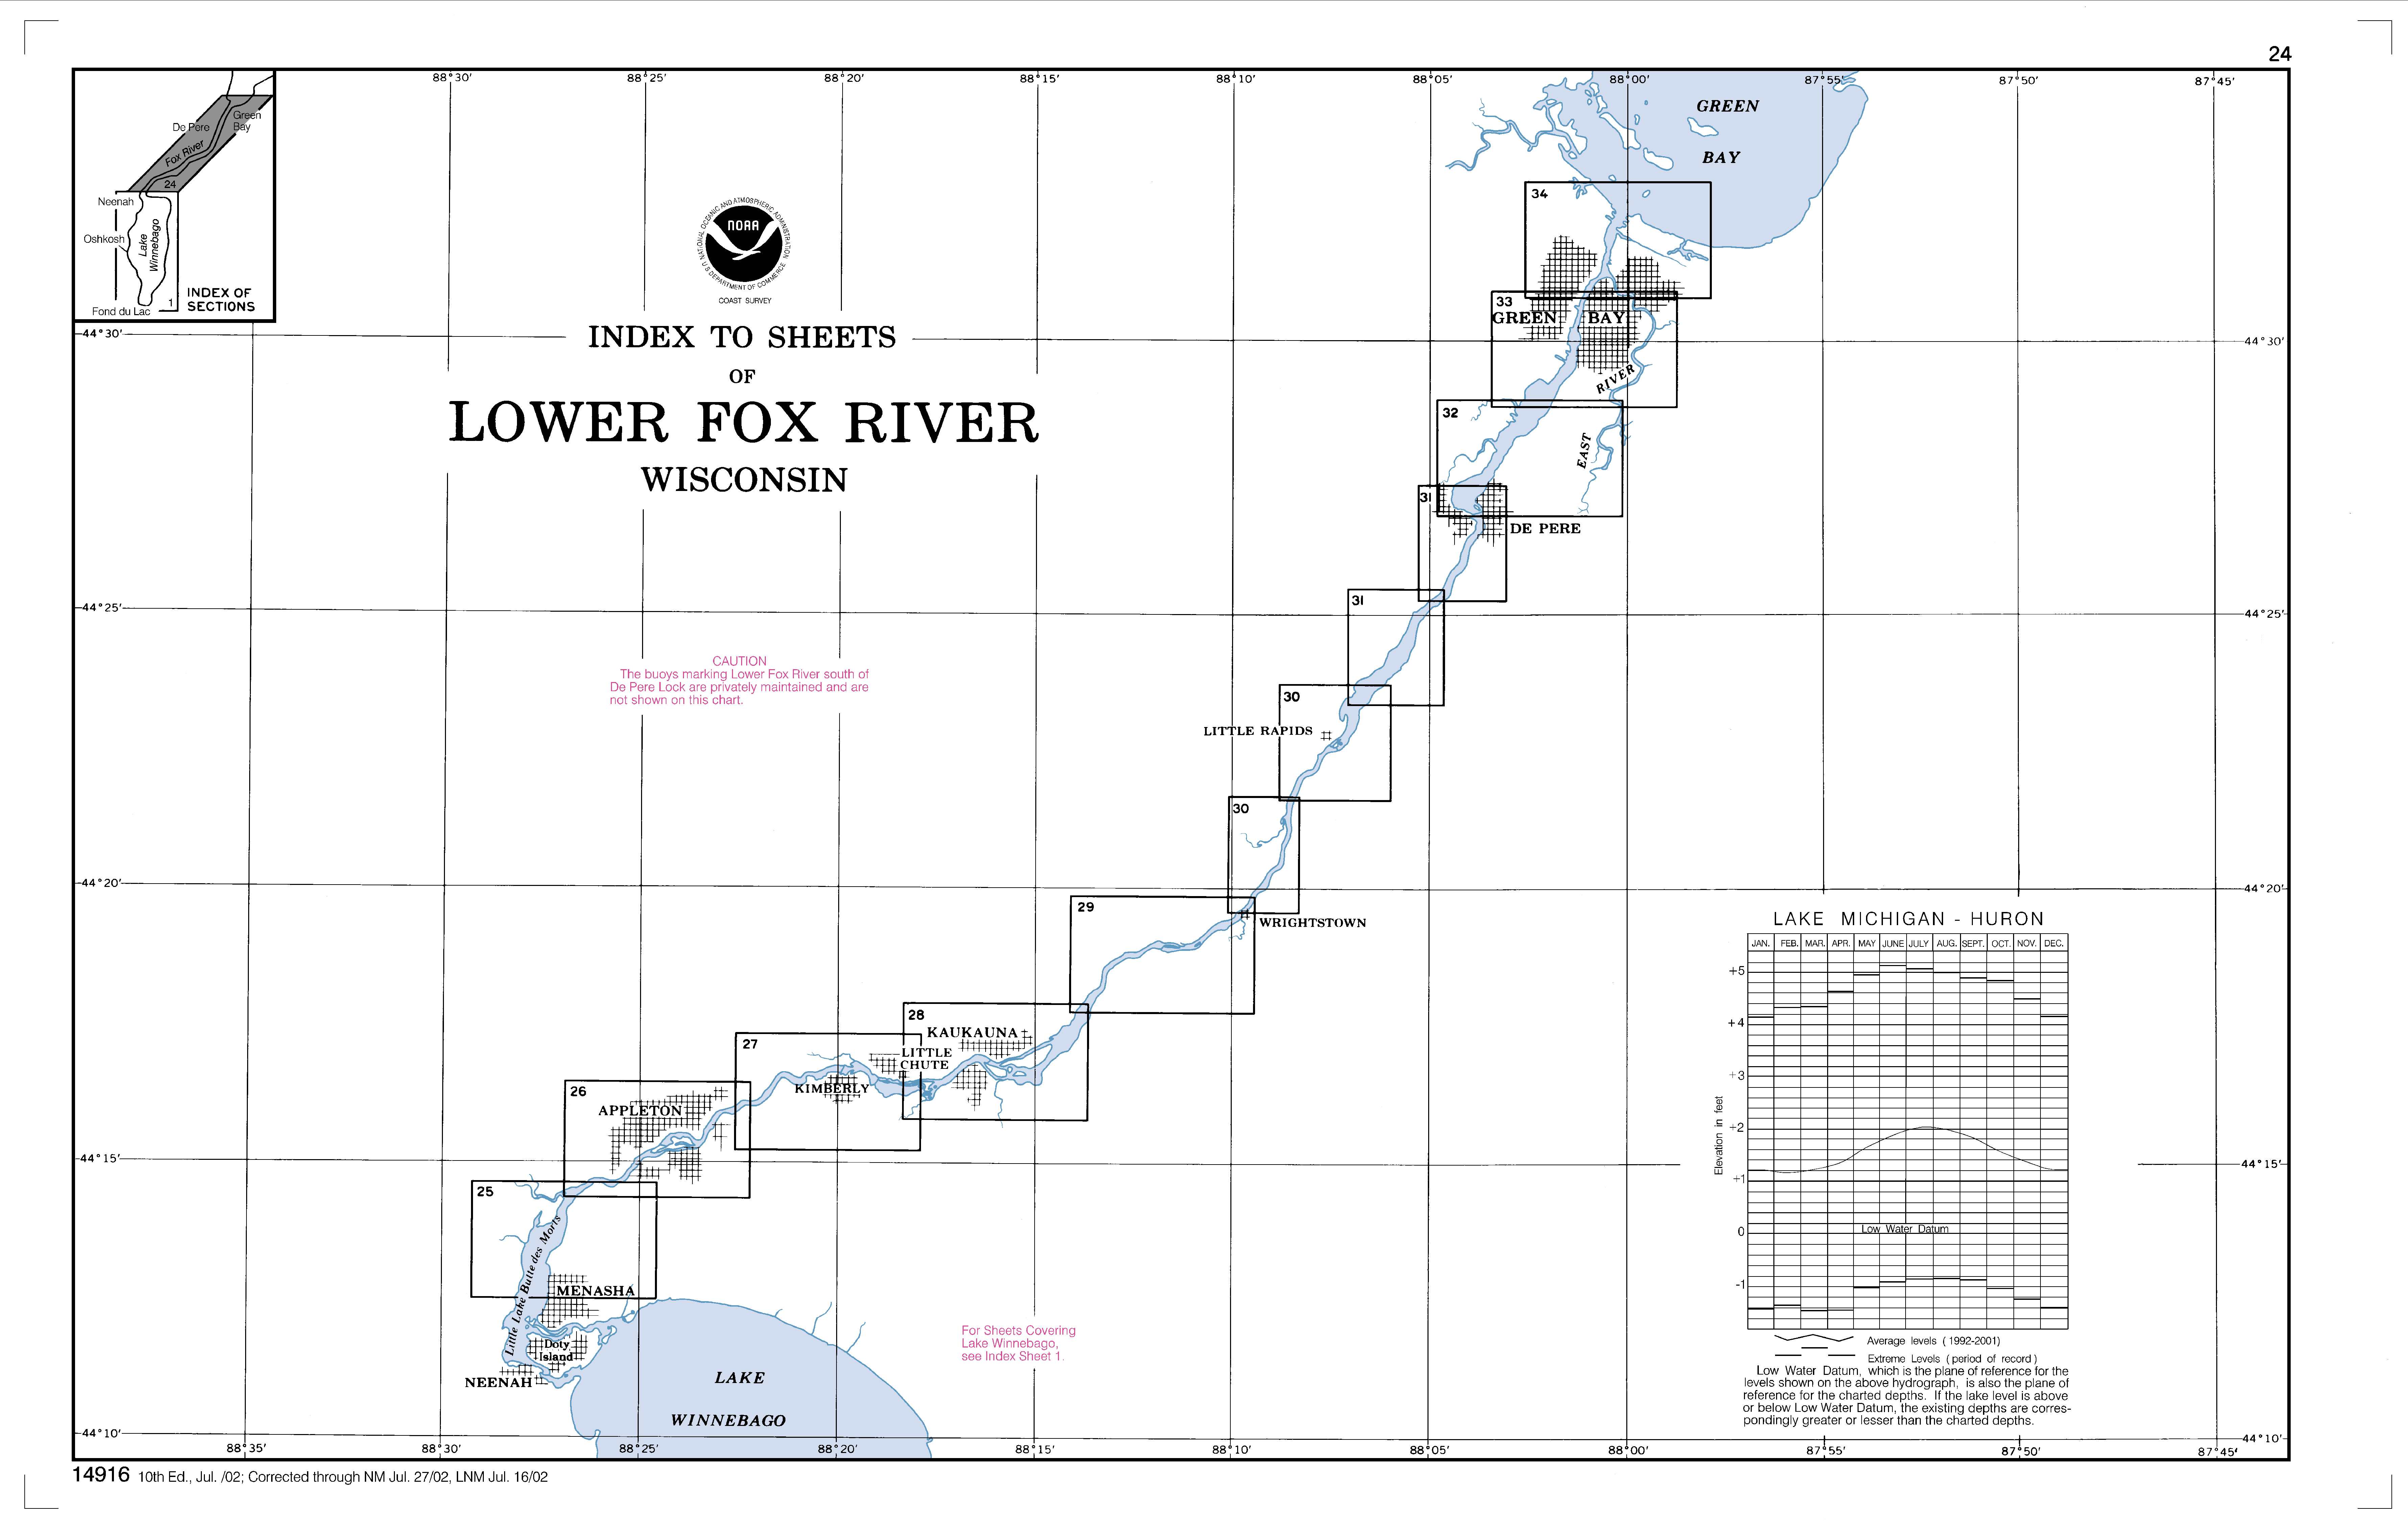 24
88°30'
88°25'
88°20'
88°15'
88°10'
88°05'
88°00'
87°55'
87°50'
87°45'
Green
Bay
De Pere
Fox River
24
Neenah
Oshkosh
Lake
Winnebago
1
Fond du Lac
INDEX OF
SECTIONS
NATIONAL OCEANIC AND ATMOSPHERIC ADMINISTRATION
U.S. DEPARTMENT OF COMMERCE
NOAA
COAST SURVEY
INDEX TO SHEETS
OF
LOWER FOX RIVER
WISCONSIN
GREEN
BAY
34
33
GREEN BAY
EAST RIVER
32
31
DE PERE
31
30
LITTLE RAPIDS
30
WRIGHTSTOWN
29
28
KAUKAUNA
LITTLE
CHUTE
27
KIMBERLY
26
APPLETON
25
Little Lake Butte des Morts
MENASHA
Doty
Island
NEENAH
LAKE
WINNEBAGO
44°30'
44°30'
44°25'
44°25'
44°20'
44°20'
44°15'
44°15'
44°10'
44°10'
CAUTION
The buoys marking Lower Fox River south of
De Pere Lock are privately maintained and are
not shown on this chart.
For Sheets Covering
Lake Winnebago,
see Index Sheet 1.
LAKE MICHIGAN - HURON
JAN. FEB. MAR. APR. MAY JUNE JULY AUG. SEPT. OCT. NOV. DEC.
+5
+4
+3
+2
+1
0
-1
Elevation in feet
Low Water Datum
Average levels (1992-2001)
Extreme Levels (period of record)
Low Water Datum, which is the plane of reference for the
levels shown on the above hydrograph, is also the plane of
reference for the charted depths. If the lake level is above
or below Low Water Datum, the existing depths are corres-
pondingly greater or lesser than the charted depths.
88°35'
88°30'
88°25'
88°20'
88°15'
88°10'
88°05'
88°00'
87°55'
87°50'
87°45'
14916 10th Ed., Jul. /02; Corrected through NM Jul. 27/02, LNM Jul. 16/02